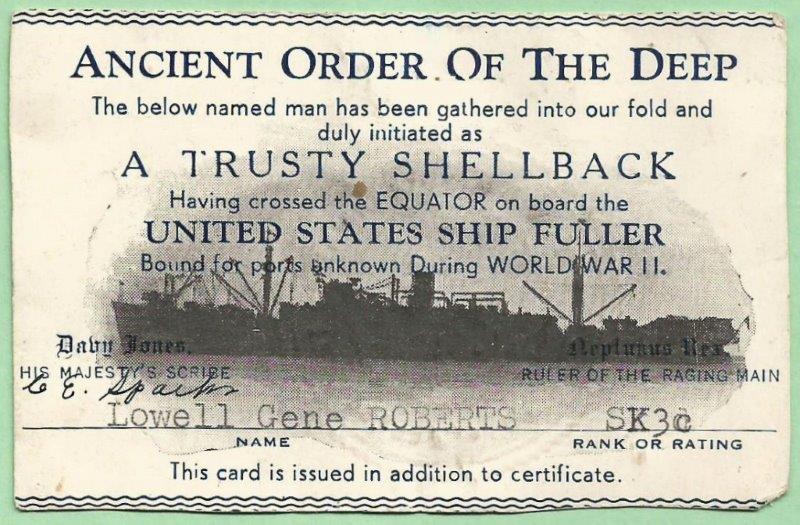 ANCIENT ORDER OF THE DEEP
The below named man has been gathered into our fold and
duly initiated as
A TRUSTY SHELLBACK
Having crossed the EQUATOR on board the
UNITED STATES SHIP FULLER
Bound for ports unknown During WORLD WAR II.
Davy Jones, Neptunus Rex,
HIS MAJESTY'S SCRIBE RULER OF THE RAGING MAIN
C E. Sparks
Lowell Gene ROBERTS SK3c
NAME RANK OR RATING
This card is issued in addition to certificate.